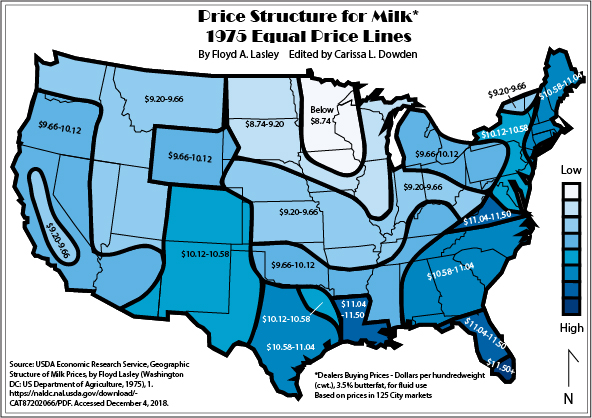 Price Structure for Milk*
1975 Equal Price Lines
By Floyd A. Lasley Edited by Carissa L. Dowden
$9.20-9.66
$10.58-11.04
$9.20-9.66
Below
$8.74
$8.74-9.20
$9.66-10.12
$10.12-10.58
$9.66-10.12
$9.66-10.12
Low
$9.20-9.66
$9.20-9.66
$11.04-11.50
$9.20-9.66
$10.12-10.58
$9.66-10.12
$10.58-11.04
$11.04
-11.50
$10.12-10.58
$11.04-11.50
High
$10.58-11.04
$11.50+
Source: USDA Economic Research Service, Geographic
Structure of Milk Prices, by Floyd Lasley (Washington
DC: US Department of Agriculture, 1975), 1.
https://naldc.nal.usda.gov/download/-
CAT87202066/PDF. Accessed December 4, 2018.
*Dealers Buying Prices - Dollars per hundredweight
(cwt.), 3.5% butterfat, for fluid use
Based on prices in 125 City markets
N